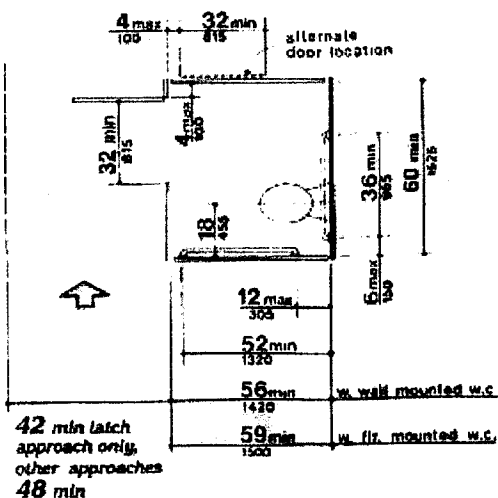 4 max
100
32 min
815
alternate
door location
32 min
815
4 max
100
18
455
36 min
965
60 min
1525
6 max
150
12 max
305
52 min
1320
56 min
1420
w. wall mounted w.c
59 min
1500
w. flr. mounted w.c.
42 min latch
approach only,
other approaches
48 min